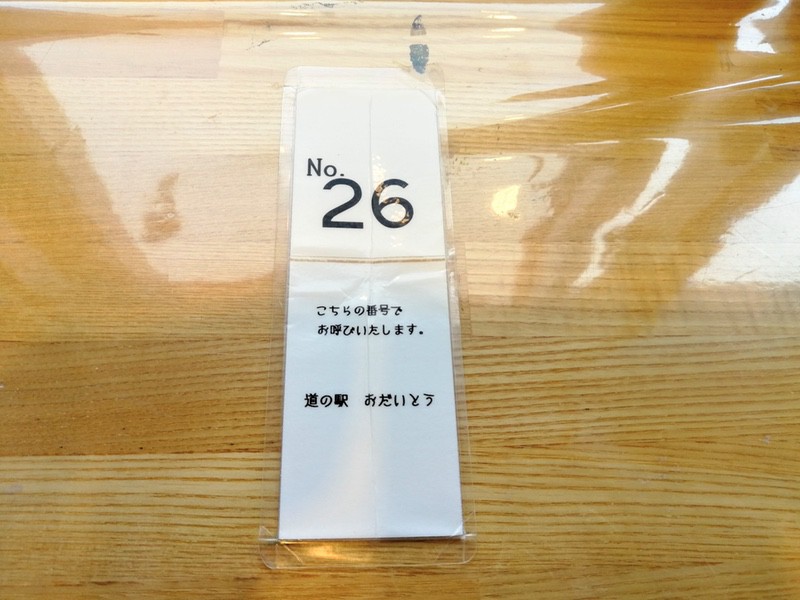 No.
26
こちらの番号で
お呼びいたします。
道の駅　おだいとう